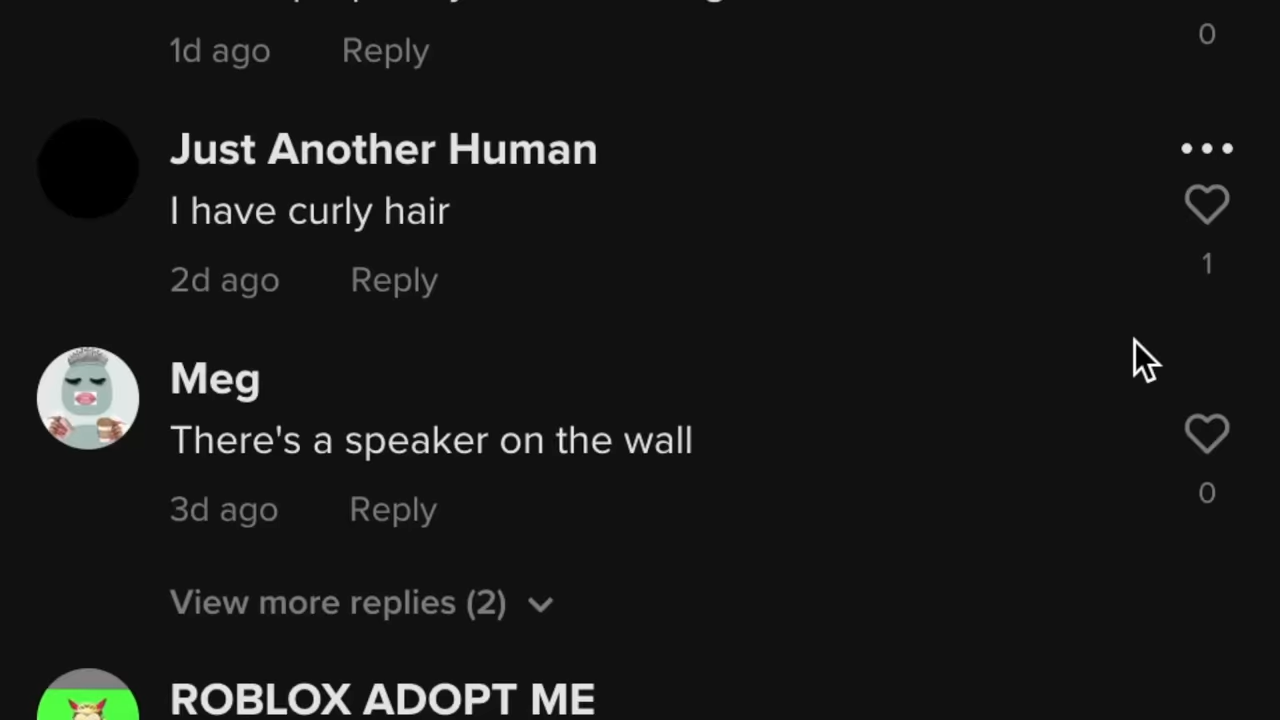 1d ago Reply 0
Just Another Human
I have curly hair
2d ago Reply 1
Meg
There's a speaker on the wall
3d ago Reply 0
View more replies (2)
ROBLOX ADOPT ME